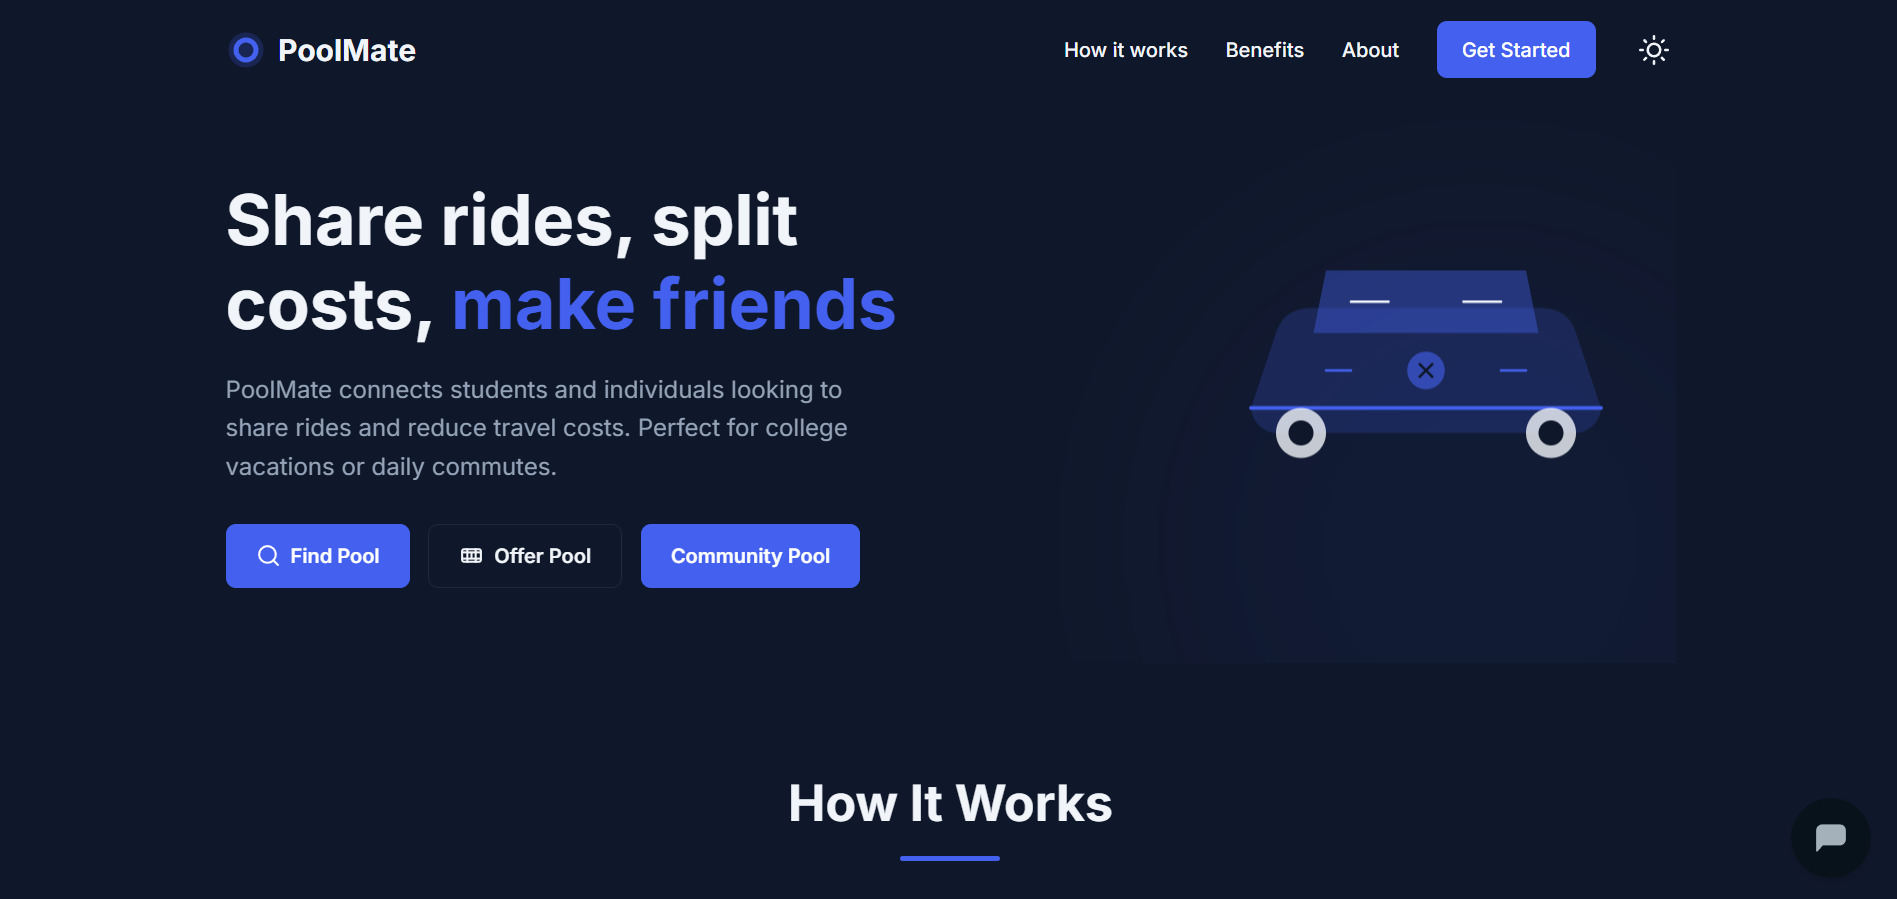 PoolMate
How it works
Benefits
About
Get Started
Share rides, split
costs, make friends
PoolMate connects students and individuals looking to
share rides and reduce travel costs. Perfect for college
vacations or daily commutes.
Find Pool
Offer Pool
Community Pool
How It Works